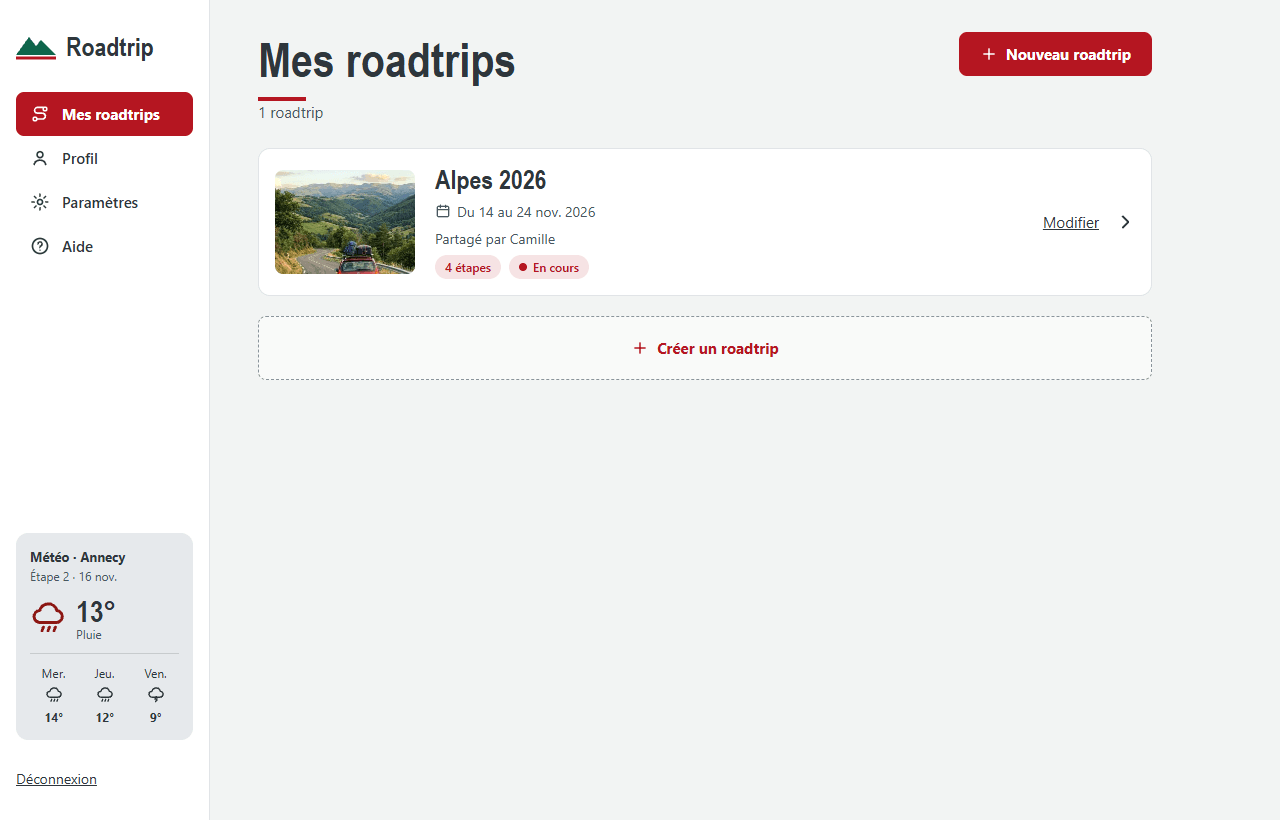 Roadtrip
Mes roadtrips
Profil
Paramètres
Aide
Météo · Annecy
Étape 2 · 16 nov.
13°
Pluie
Mer. Jeu. Ven.
14° 12° 9°
Déconnexion
Mes roadtrips
1 roadtrip
Nouveau roadtrip
Alpes 2026
Du 14 au 24 nov. 2026
Partagé par Camille
4 étapes En cours
Modifier
Créer un roadtrip